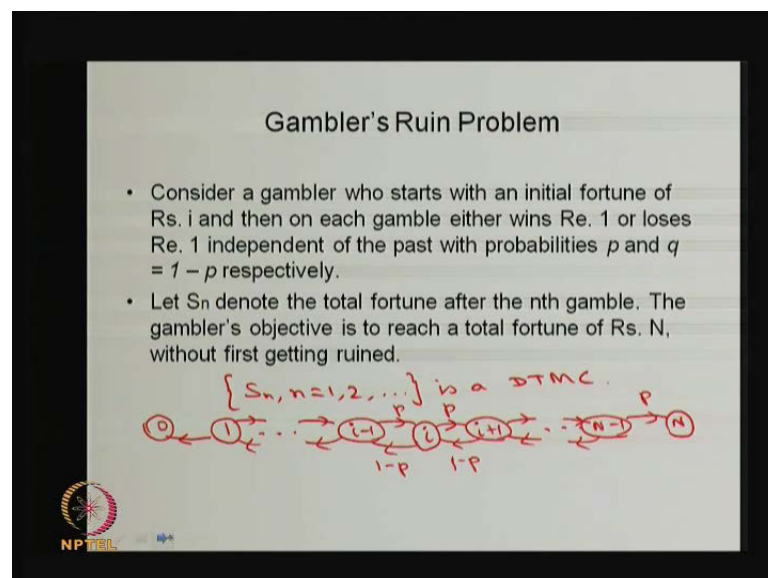 Gambler's Ruin Problem
• Consider a gambler who starts with an initial fortune of
Rs. i and then on each gamble either wins Re. 1 or loses
Re. 1 independent of the past with probabilities p and q
= 1 – p respectively.
• Let Sn denote the total fortune after the nth gamble. The
gambler's objective is to reach a total fortune of Rs. N,
without first getting ruined.
{Sn, n=1,2,...} is a DTMC.
p p p
0 1 ... i-1 i i+1 ... N-1 N
1-p 1-p
NPTEL